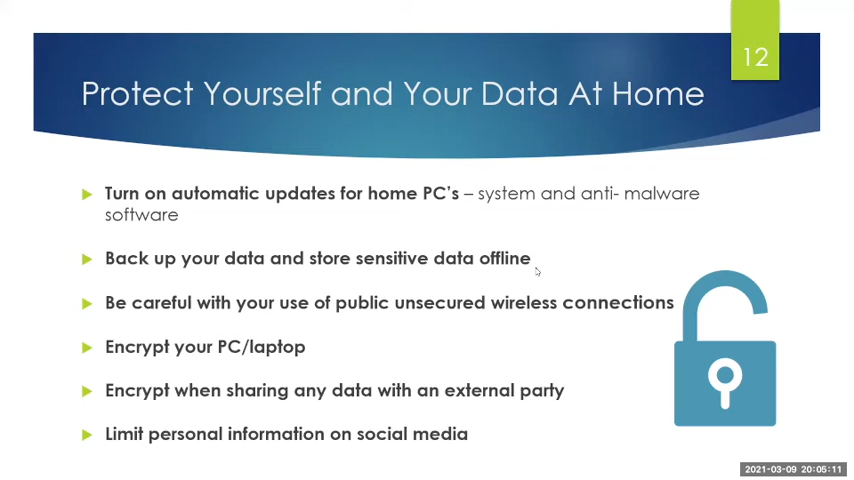 12
Protect Yourself and Your Data At Home
Turn on automatic updates for home PC's – system and anti- malware
software
Back up your data and store sensitive data offline
Be careful with your use of public unsecured wireless connections
Encrypt your PC/laptop
Encrypt when sharing any data with an external party
Limit personal information on social media
2021-03-09 20:05:11